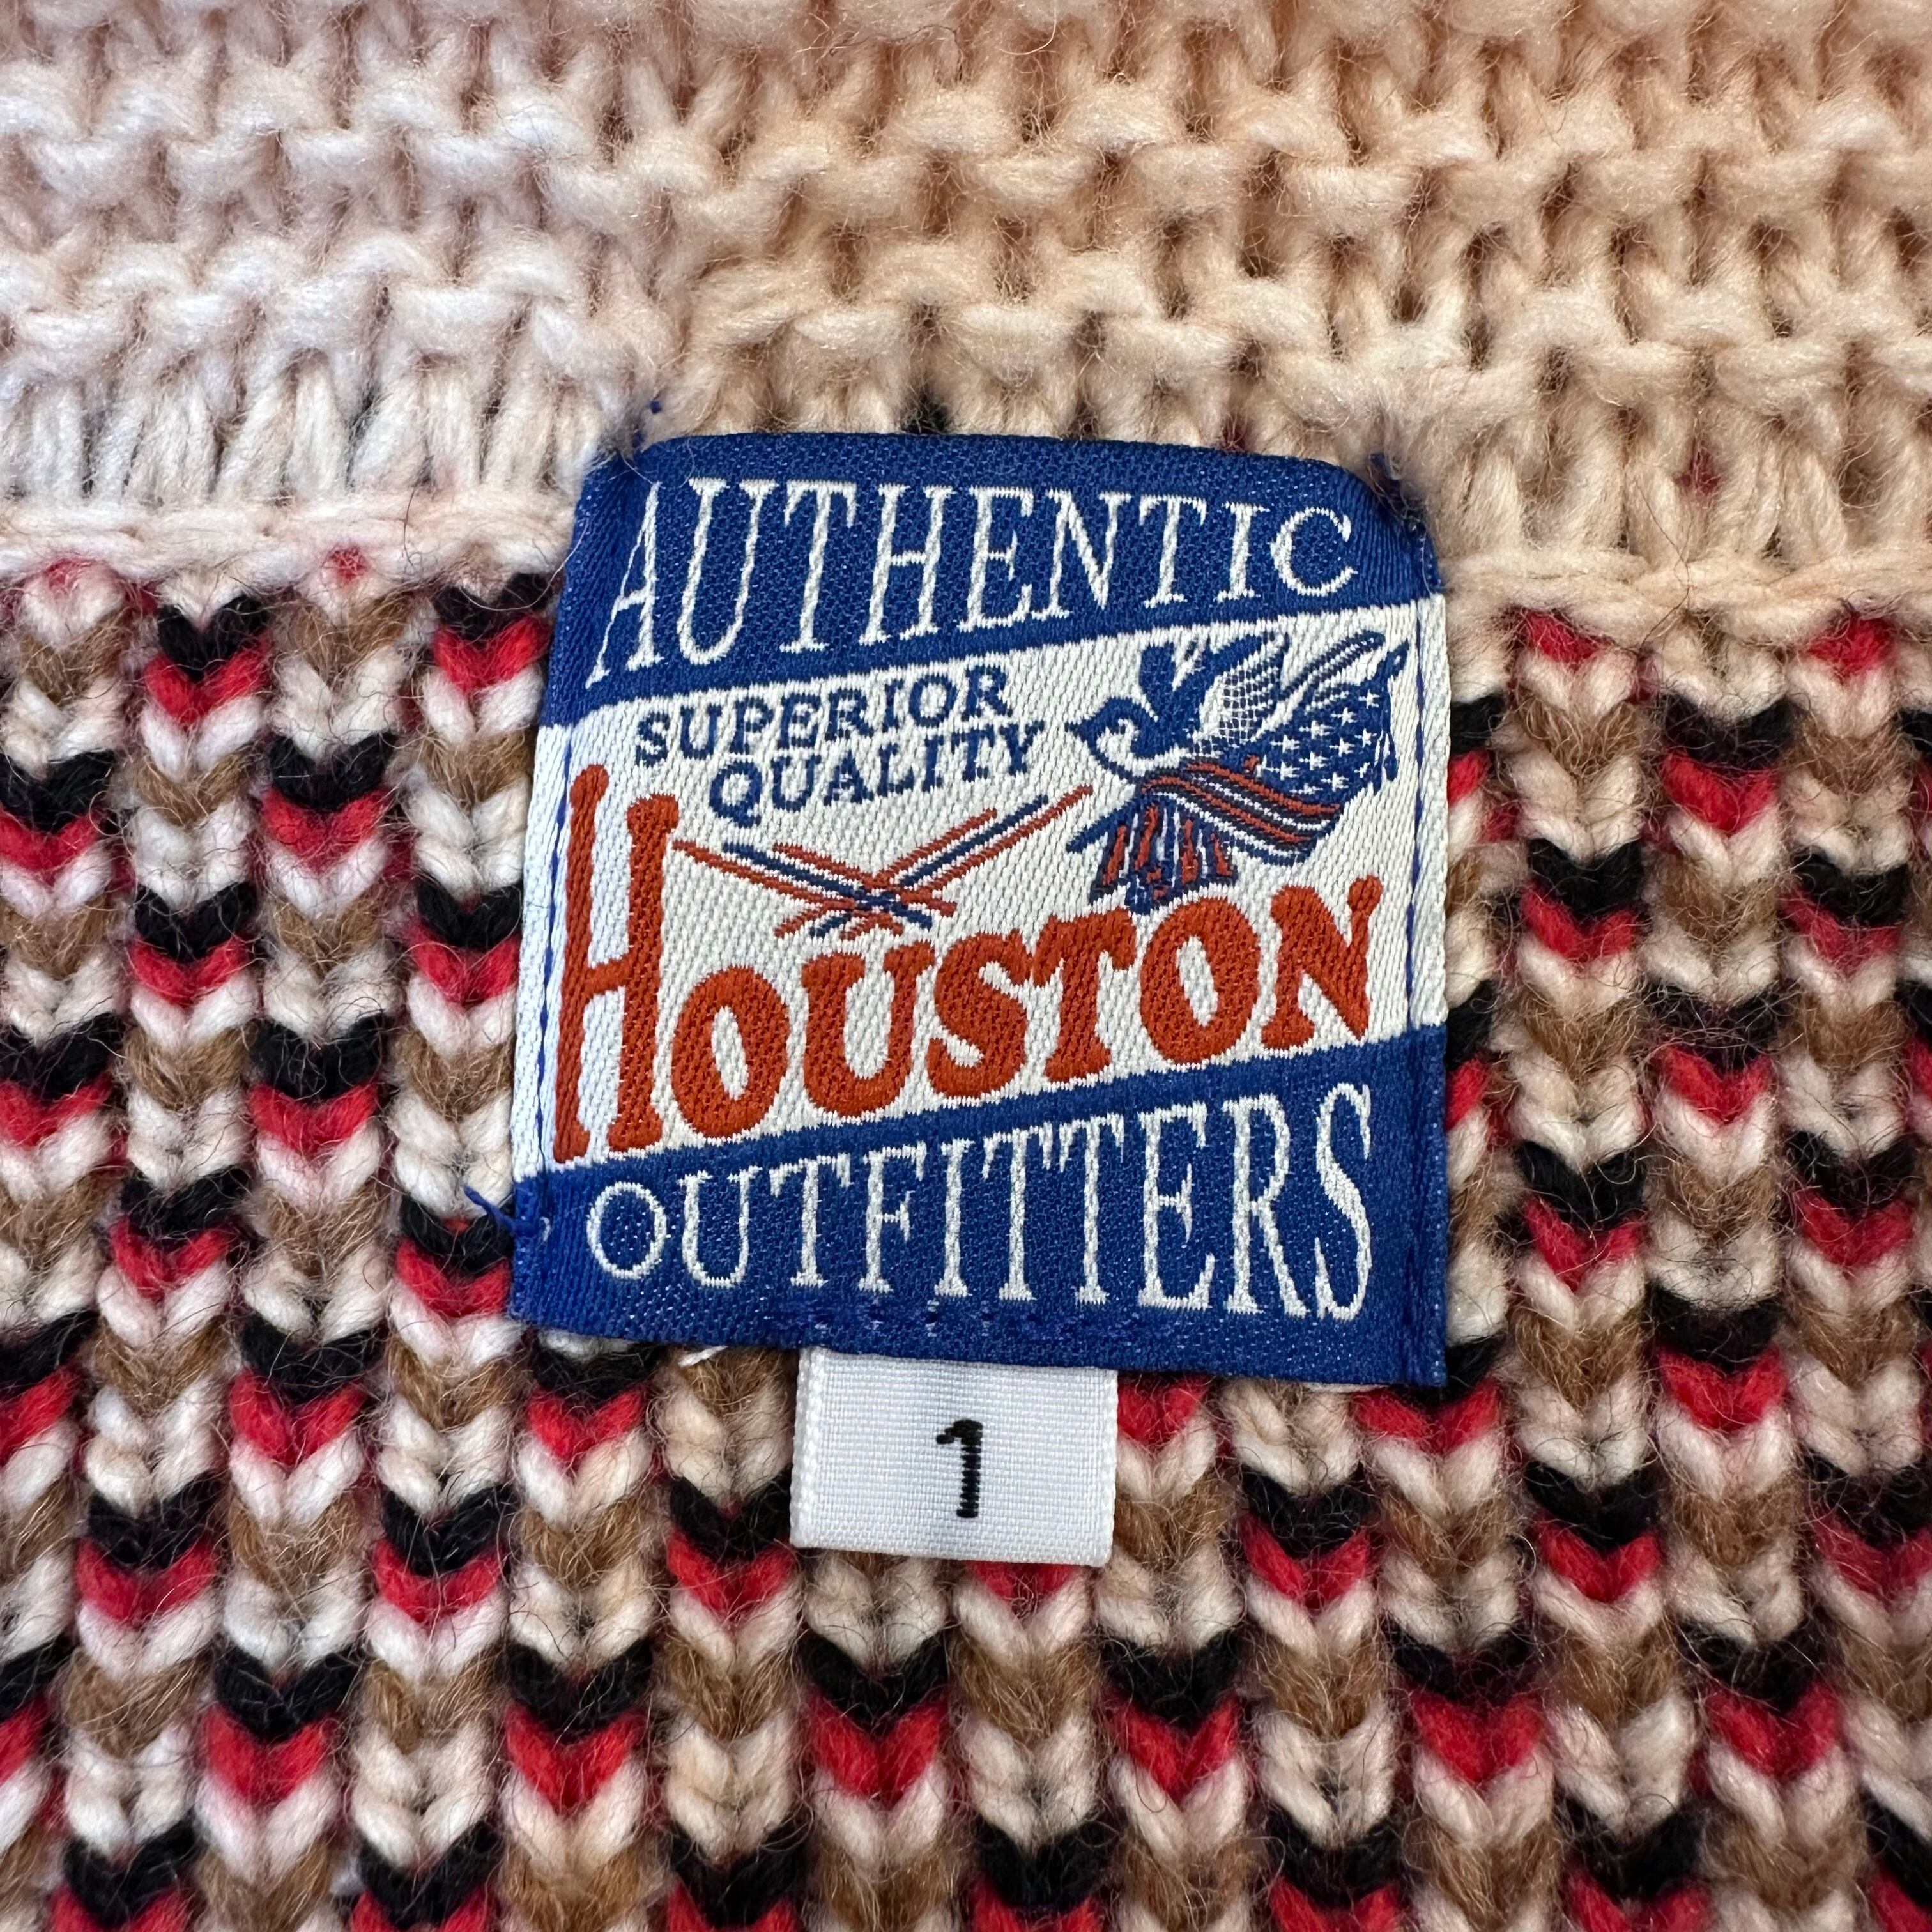 AUTHENTIC
SUPERIOR
QUALITY
HOUSTON
OUTFITTERS
1